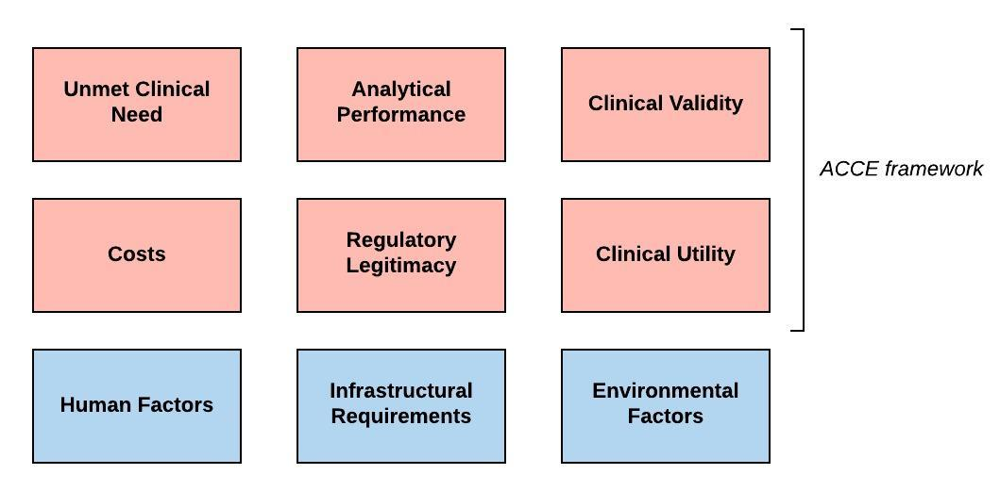 Unmet Clinical
Need
Analytical
Performance
Clinical Validity
ACCE framework
Costs
Regulatory
Legitimacy
Clinical Utility
Human Factors
Infrastructural
Requirements
Environmental
Factors